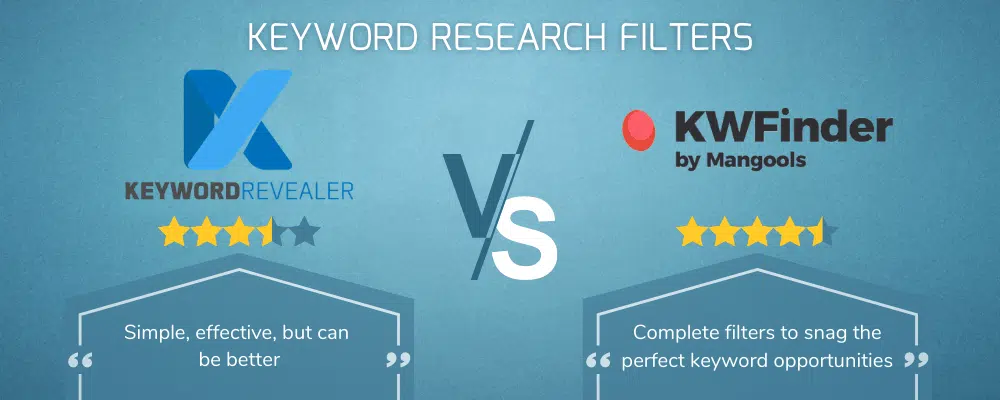 KEYWORD RESEARCH FILTERS
KEYWORDREVEALER
VS
KWFinder
by Mangools
“ Simple, effective, but can
be better ”
“ Complete filters to snag the
perfect keyword opportunities ”